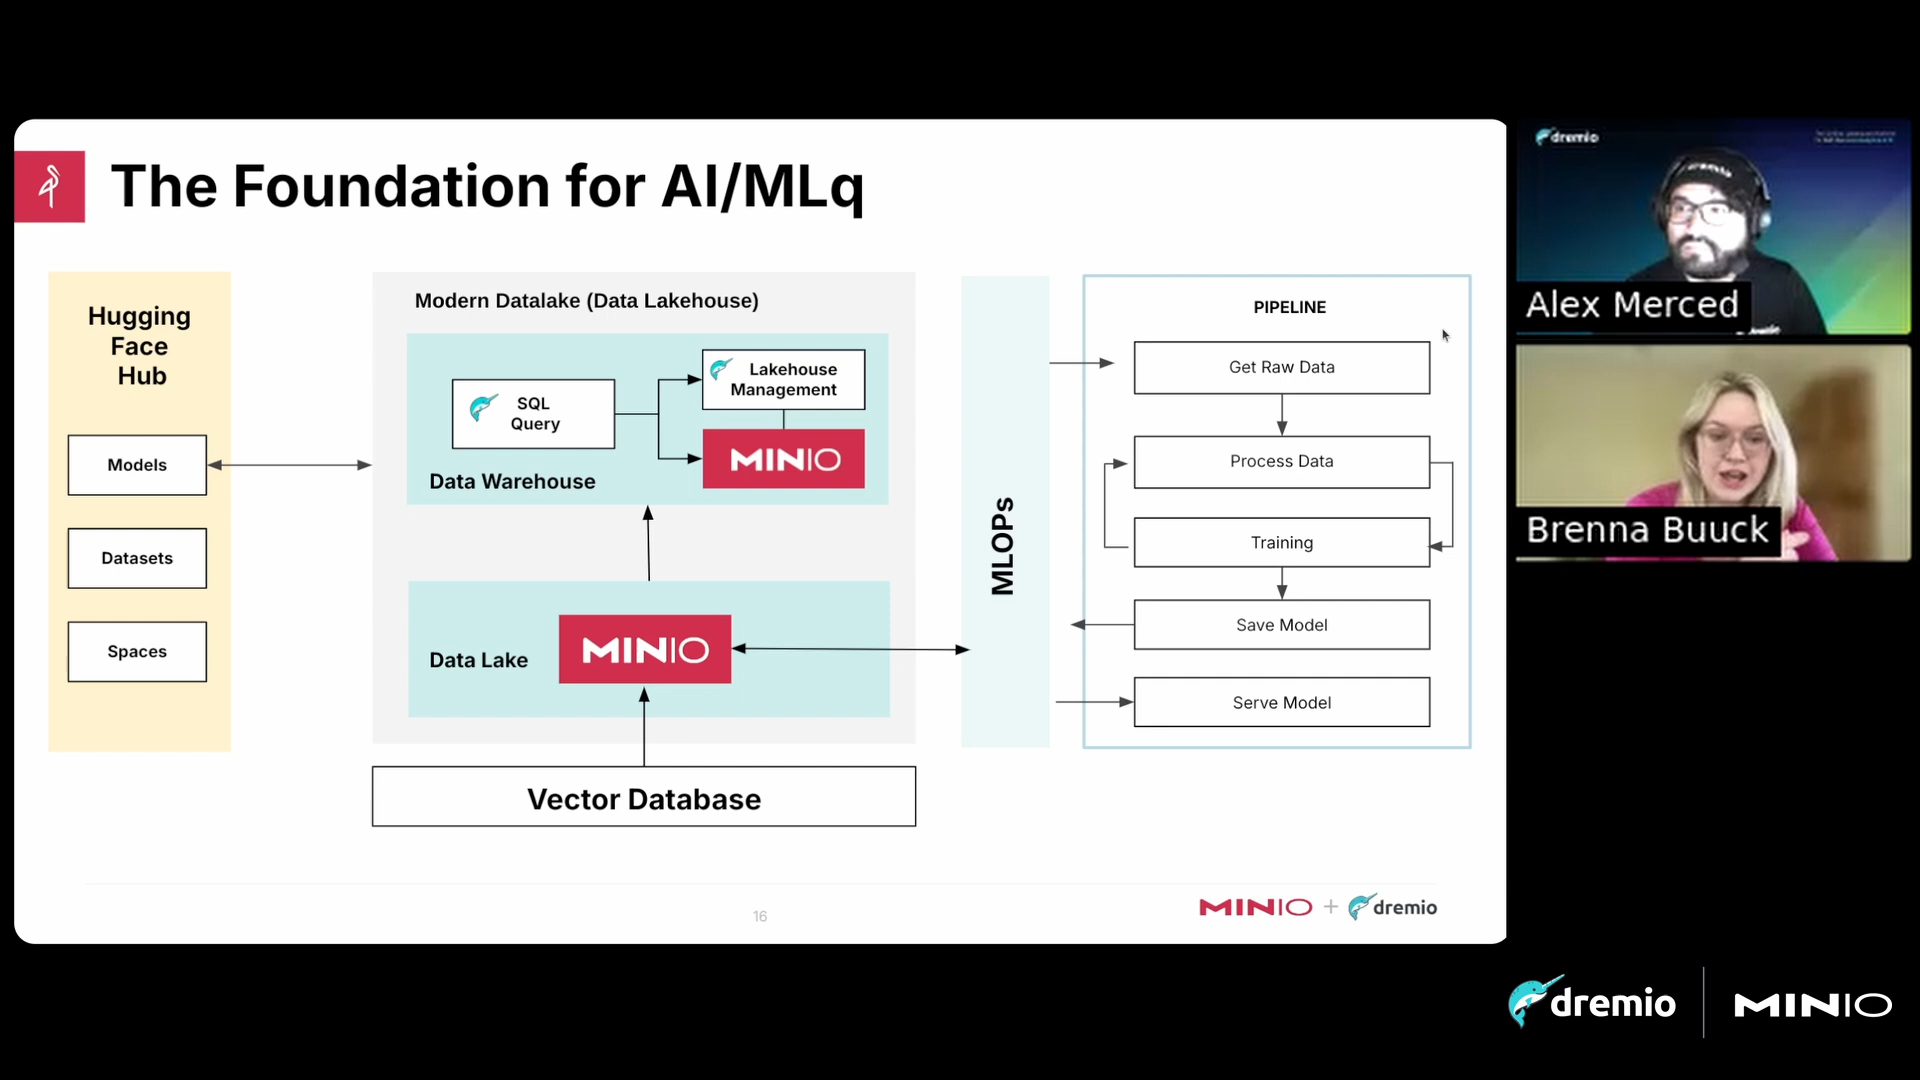 The Foundation for AI/MLq
Hugging
Face
Hub
Models
Datasets
Spaces
Modern Datalake (Data Lakehouse)
SQL
Query
Lakehouse
Management
MINIO
Data Warehouse
Data Lake
MINIO
Vector Database
MLOPs
PIPELINE
Get Raw Data
Process Data
Training
Save Model
Serve Model
16
MINIO + dremio
dremio
dremio
Alex Merced
Brenna Buuck
dremio
MINIO